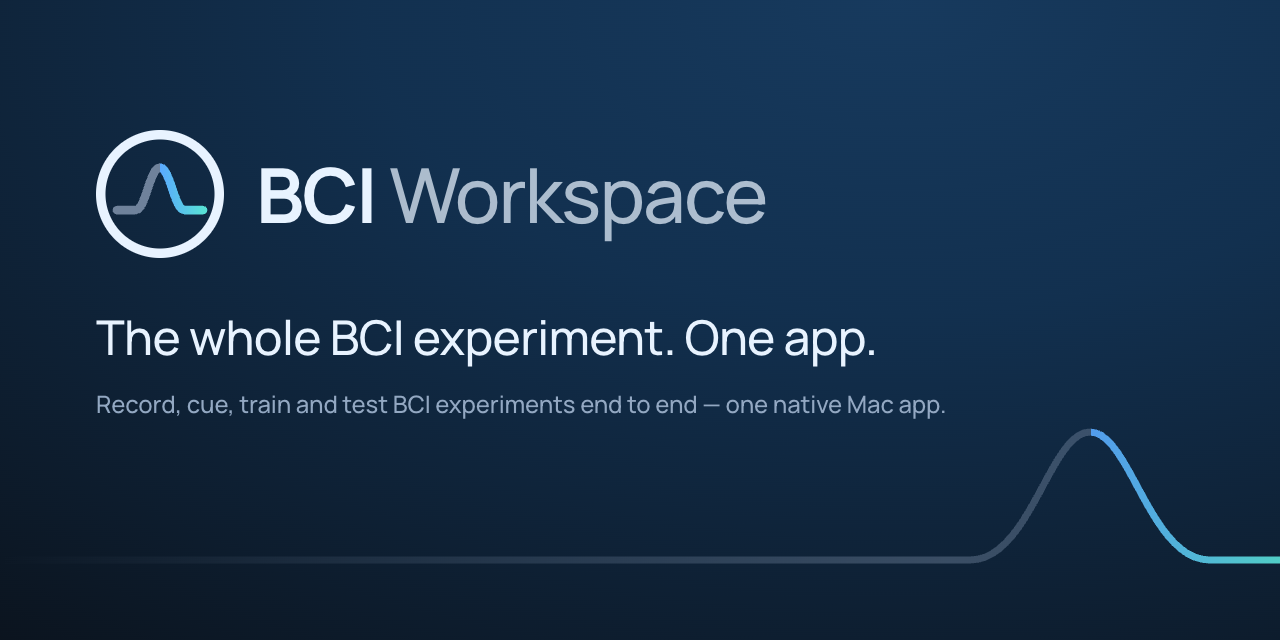 BCI Workspace
The whole BCI experiment. One app.
Record, cue, train and test BCI experiments end to end — one native Mac app.